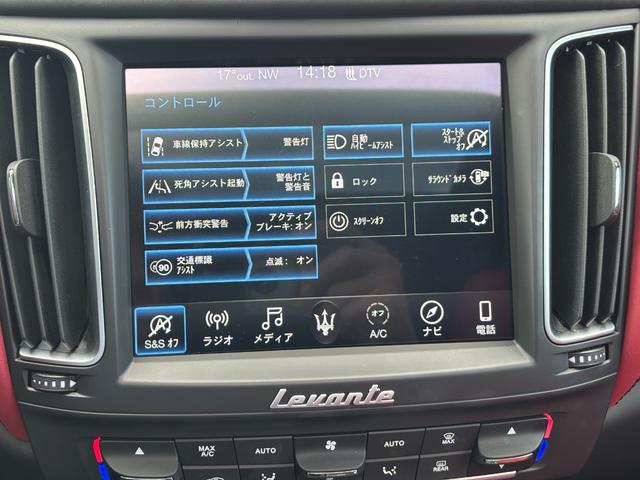 17° out. NW 14:18 DTV
コントロール
車線保持アシスト 警告灯
死角アシスト起動 警告灯と
警告音
前方衝突警告 アクティブ
ブレーキ: オン
90 交通標識
アシスト 点滅： オン
自動
ハイビームアシスト
ロック
スクリーンオフ
スタート&
ストップ
オフ
サラウンドカメラ
設定
S&S オフ
ラジオ
メディア
オフ
A/C
ナビ
電話
Levante
MAX
A/C
AUTO
AUTO
MAX
REAR